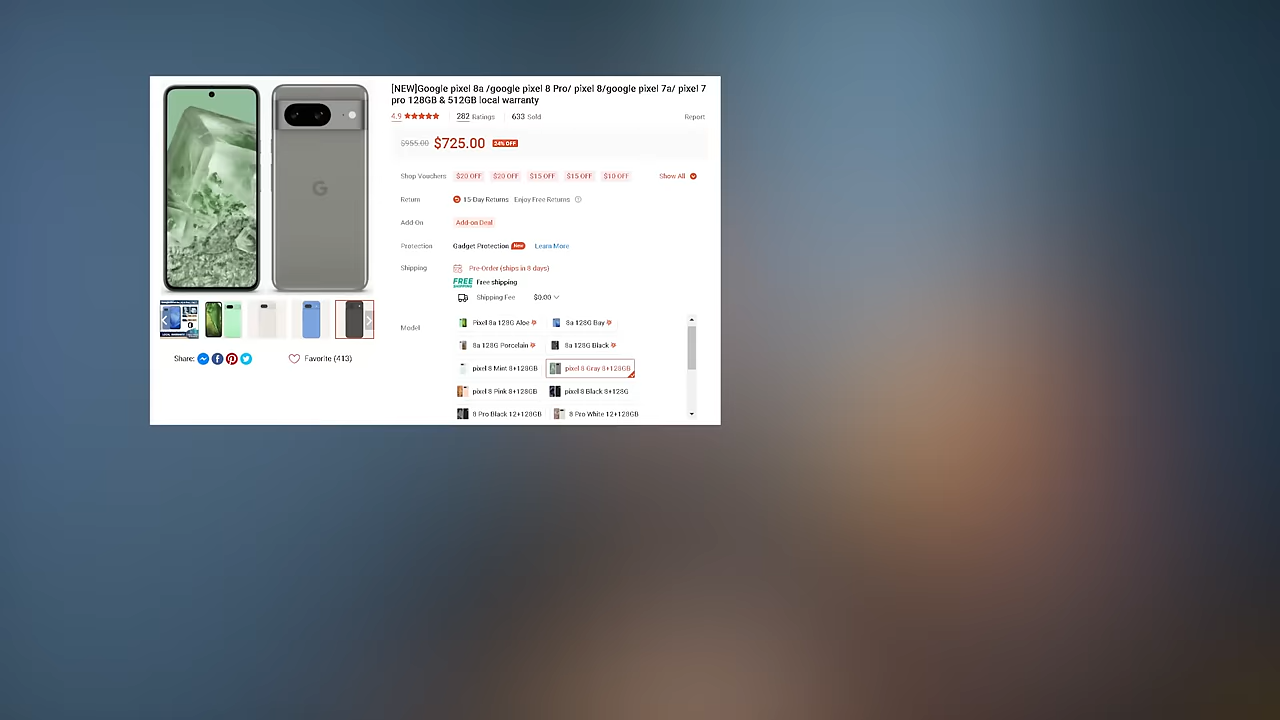 [NEW]Google pixel 8a /google pixel 8 Pro/ pixel 8/google pixel 7a/ pixel 7
pro 128GB & 512GB local warranty
4.9 282 Ratings 633 Sold Report
$955.00 $725.00 24% OFF
Shop Vouchers $20 OFF $20 OFF $15 OFF $15 OFF $10 OFF Show All
Return 15-Day Returns Enjoy Free Returns
Add-On Add-on Deal
Protection Gadget Protection New Learn More
Shipping Pre-Order (ships in 8 days)
FREE SHIPPING Free shipping
Shipping Fee $0.00
Model Pixel 8a 128G Aloe 8a 128G Bay
8a 128G Porcelain 8a 128G Black
pixel 8 Mint 8+128GB pixel 8 Gray 8+128GB
pixel 8 Pink 8+128GB pixel 8 Black 8+128G
8 Pro Black 12+128GB 8 Pro White 12+128GB
G
Share: Favorite (413)